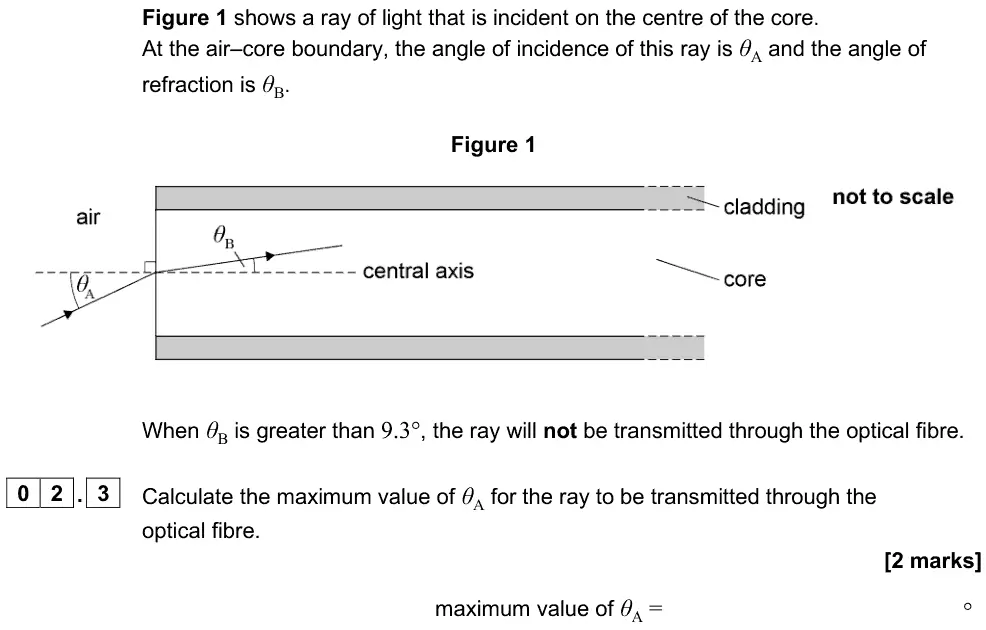 Figure 1 shows a ray of light that is incident on the centre of the core.
At the air–core boundary, the angle of incidence of this ray is θA and the angle of
refraction is θB.
Figure 1
air
θB
cladding
not to scale
θA
central axis
core
When θB is greater than 9.3°, the ray will not be transmitted through the optical fibre.
0 2 . 3 Calculate the maximum value of θA for the ray to be transmitted through the
optical fibre.
[2 marks]
maximum value of θA = °